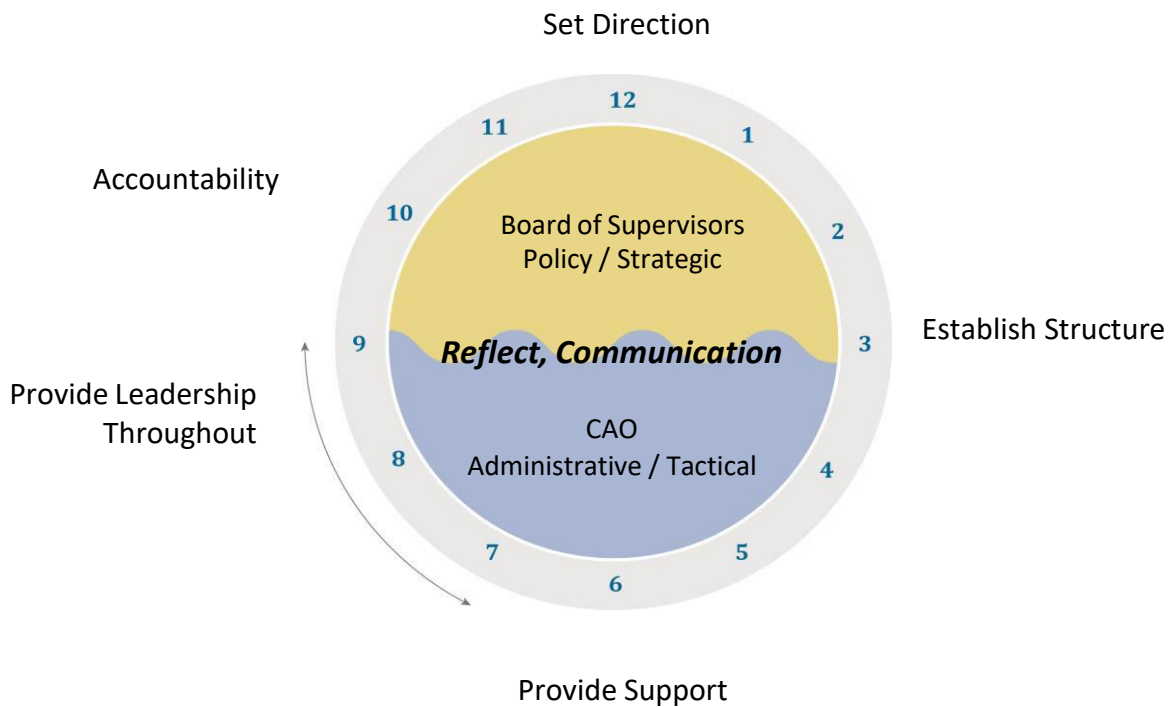 Set Direction
12
11
1
Accountability
10
2
Board of Supervisors
Policy / Strategic
Establish Structure
9
3
Reflect, Communication
Provide Leadership
Throughout
CAO
Administrative / Tactical
8
4
7
5
6
Provide Support